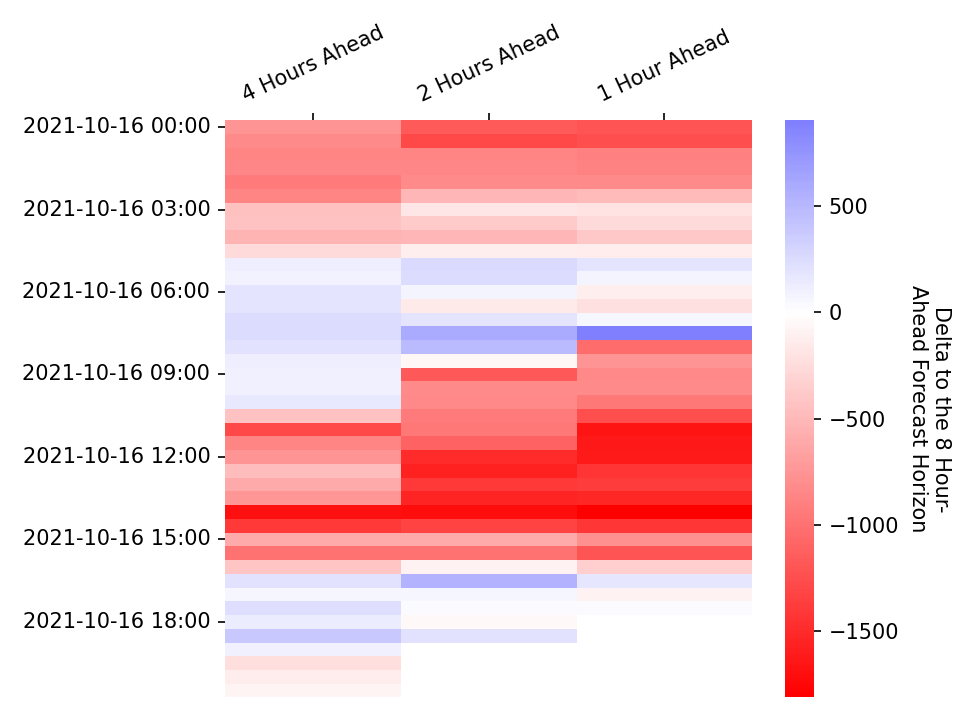 4 Hours Ahead
2 Hours Ahead
1 Hour Ahead
2021-10-16 00:00
2021-10-16 03:00
2021-10-16 06:00
2021-10-16 09:00
2021-10-16 12:00
2021-10-16 15:00
2021-10-16 18:00
500
0
−500
−1000
−1500
Delta to the 8 Hour-
Ahead Forecast Horizon